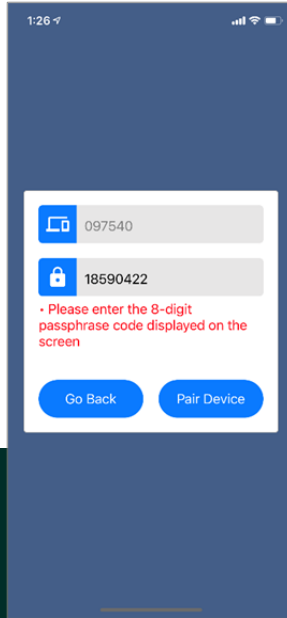 1:26
097540
18590422
• Please enter the 8-digit
passphrase code displayed on the
screen
Go Back
Pair Device